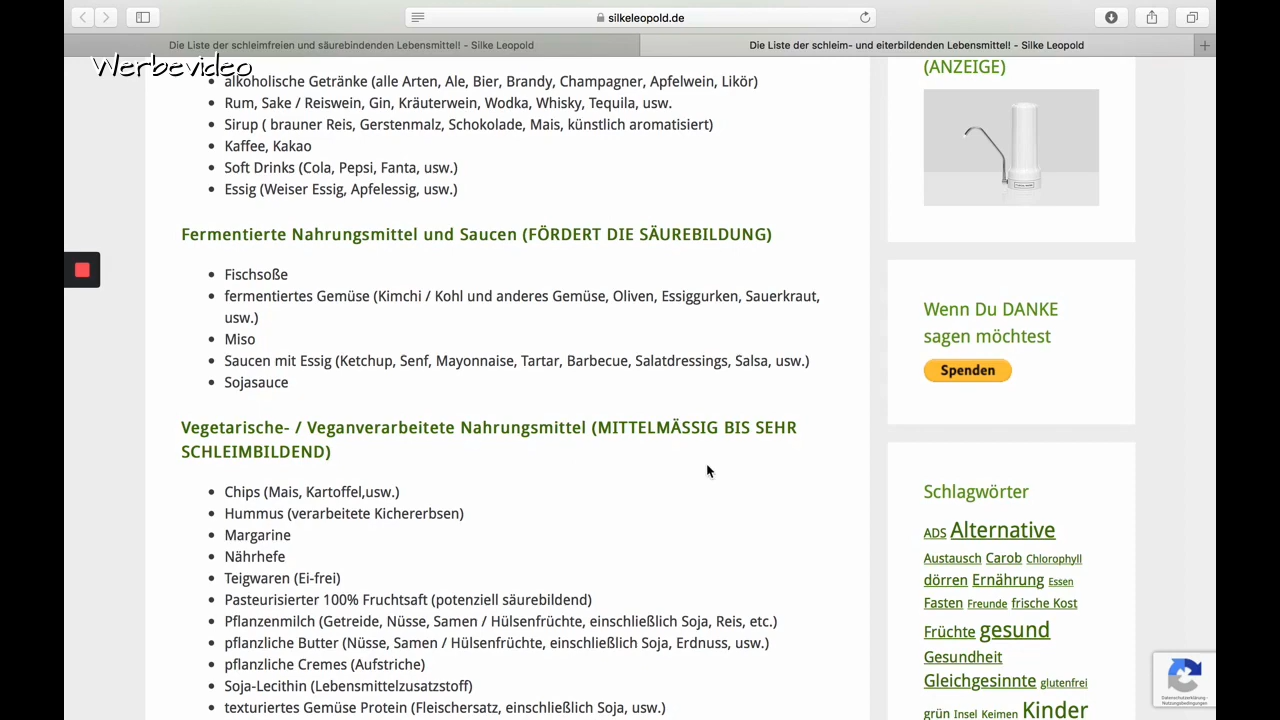 silkeleopold.de
Die Liste der schleimfreien und säurebindenden Lebensmittel! - Silke Leopold
Die Liste der schleim- und eiterbildenden Lebensmittel! - Silke Leopold
Werbevideo
alkoholische Getränke (alle Arten, Ale, Bier, Brandy, Champagner, Apfelwein, Likör)
Rum, Sake / Reiswein, Gin, Kräuterwein, Wodka, Whisky, Tequila, usw.
Sirup ( brauner Reis, Gerstenmalz, Schokolade, Mais, künstlich aromatisiert)
Kaffee, Kakao
Soft Drinks (Cola, Pepsi, Fanta, usw.)
Essig (Weiser Essig, Apfelessig, usw.)
Fermentierte Nahrungsmittel und Saucen (FÖRDERT DIE SÄUREBILDUNG)
Fischsoße
fermentiertes Gemüse (Kimchi / Kohl und anderes Gemüse, Oliven, Essiggurken, Sauerkraut,
usw.)
Miso
Saucen mit Essig (Ketchup, Senf, Mayonnaise, Tartar, Barbecue, Salatdressings, Salsa, usw.)
Sojasauce
Vegetarische- / Veganverarbeitete Nahrungsmittel (MITTELMÄSSIG BIS SEHR
SCHLEIMBILDEND)
Chips (Mais, Kartoffel,usw.)
Hummus (verarbeitete Kichererbsen)
Margarine
Nährhefe
Teigwaren (Ei-frei)
Pasteurisierter 100% Fruchtsaft (potenziell säurebildend)
Pflanzenmilch (Getreide, Nüsse, Samen / Hülsenfrüchte, einschließlich Soja, Reis, etc.)
pflanzliche Butter (Nüsse, Samen / Hülsenfrüchte, einschließlich Soja, Erdnuss, usw.)
pflanzliche Cremes (Aufstriche)
Soja-Lecithin (Lebensmittelzusatzstoff)
texturiertes Gemüse Protein (Fleischersatz, einschließlich Soja, usw.)
(ANZEIGE)
Wenn Du DANKE
sagen möchtest
Spenden
Schlagwörter
ADS Alternative
Austausch Carob Chlorophyll
dörren Ernährung Essen
Fasten Freunde frische Kost
Früchte gesund
Gesundheit
Gleichgesinnte glutenfrei
grün Insel Keimen Kinder
Datenschutzerklärung -
Nutzungsbedingungen